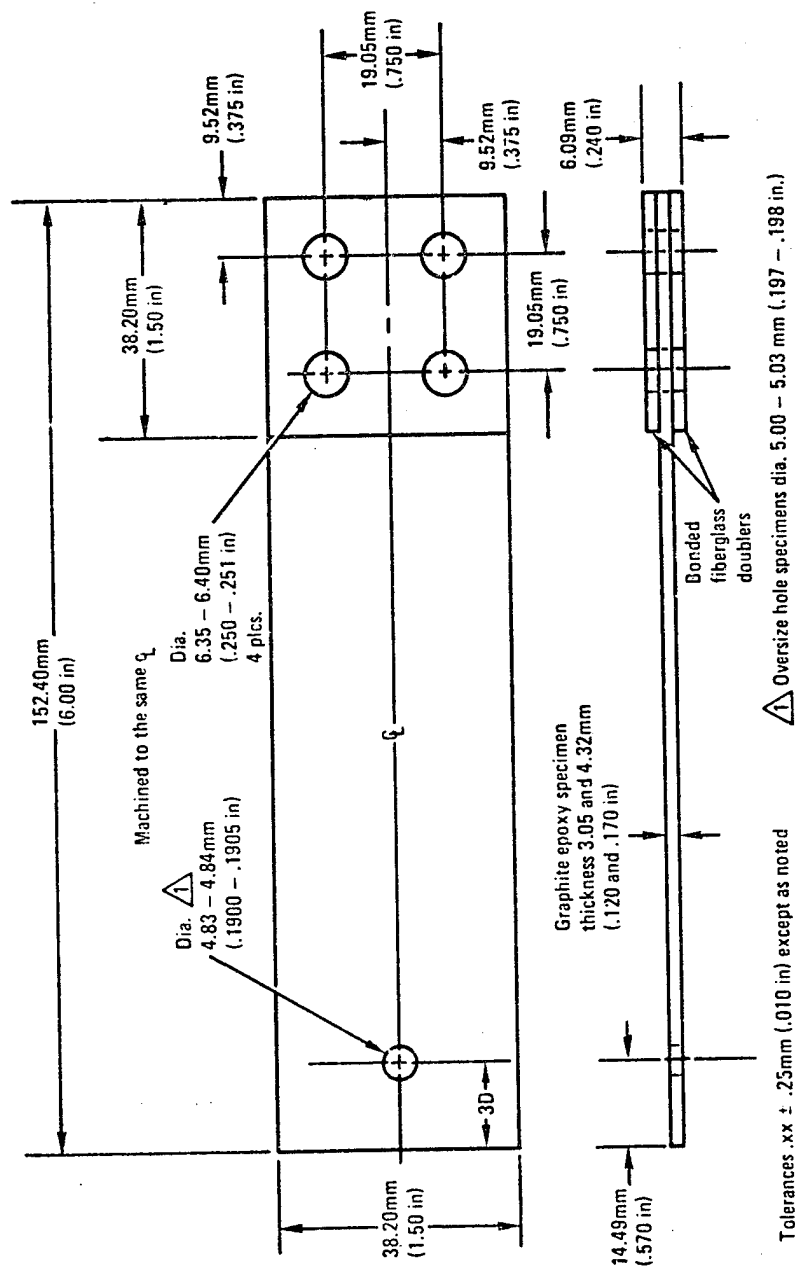 152.40mm
(6.00 in)
9.52mm
(.375 in)
38.20mm
(1.50 in)
19.05mm
(.750 in)
Machined to the same ℄
Dia.
6.35 – 6.40mm
(.250 – .251 in)
4 plcs.
Dia. 1
4.83 – 4.84mm
(.1900 – .1905 in)
℄
3D
38.20mm
(1.50 in)
9.52mm
(.375 in)
19.05mm
(.750 in)
6.09mm
(.240 in)
Graphite epoxy specimen
thickness 3.05 and 4.32mm
(.120 and .170 in)
Bonded
fiberglass
doublers
14.49mm
(.570 in)
Tolerances .xx ± .25mm (.010 in) except as noted
1 Oversize hole specimens dia. 5.00 – 5.03 mm (.197 – .198 in.)